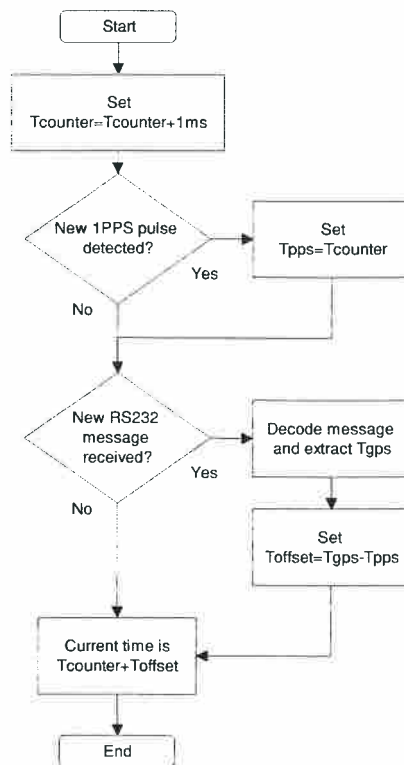 Start
Set
Tcounter=Tcounter+1ms
New 1PPS pulse
detected?
Yes
No
Set
Tpps=Tcounter
New RS232
message
received?
Yes
No
Decode message
and extract Tgps
Set
Toffset=Tgps-Tpps
Current time is
Tcounter+Toffset
End